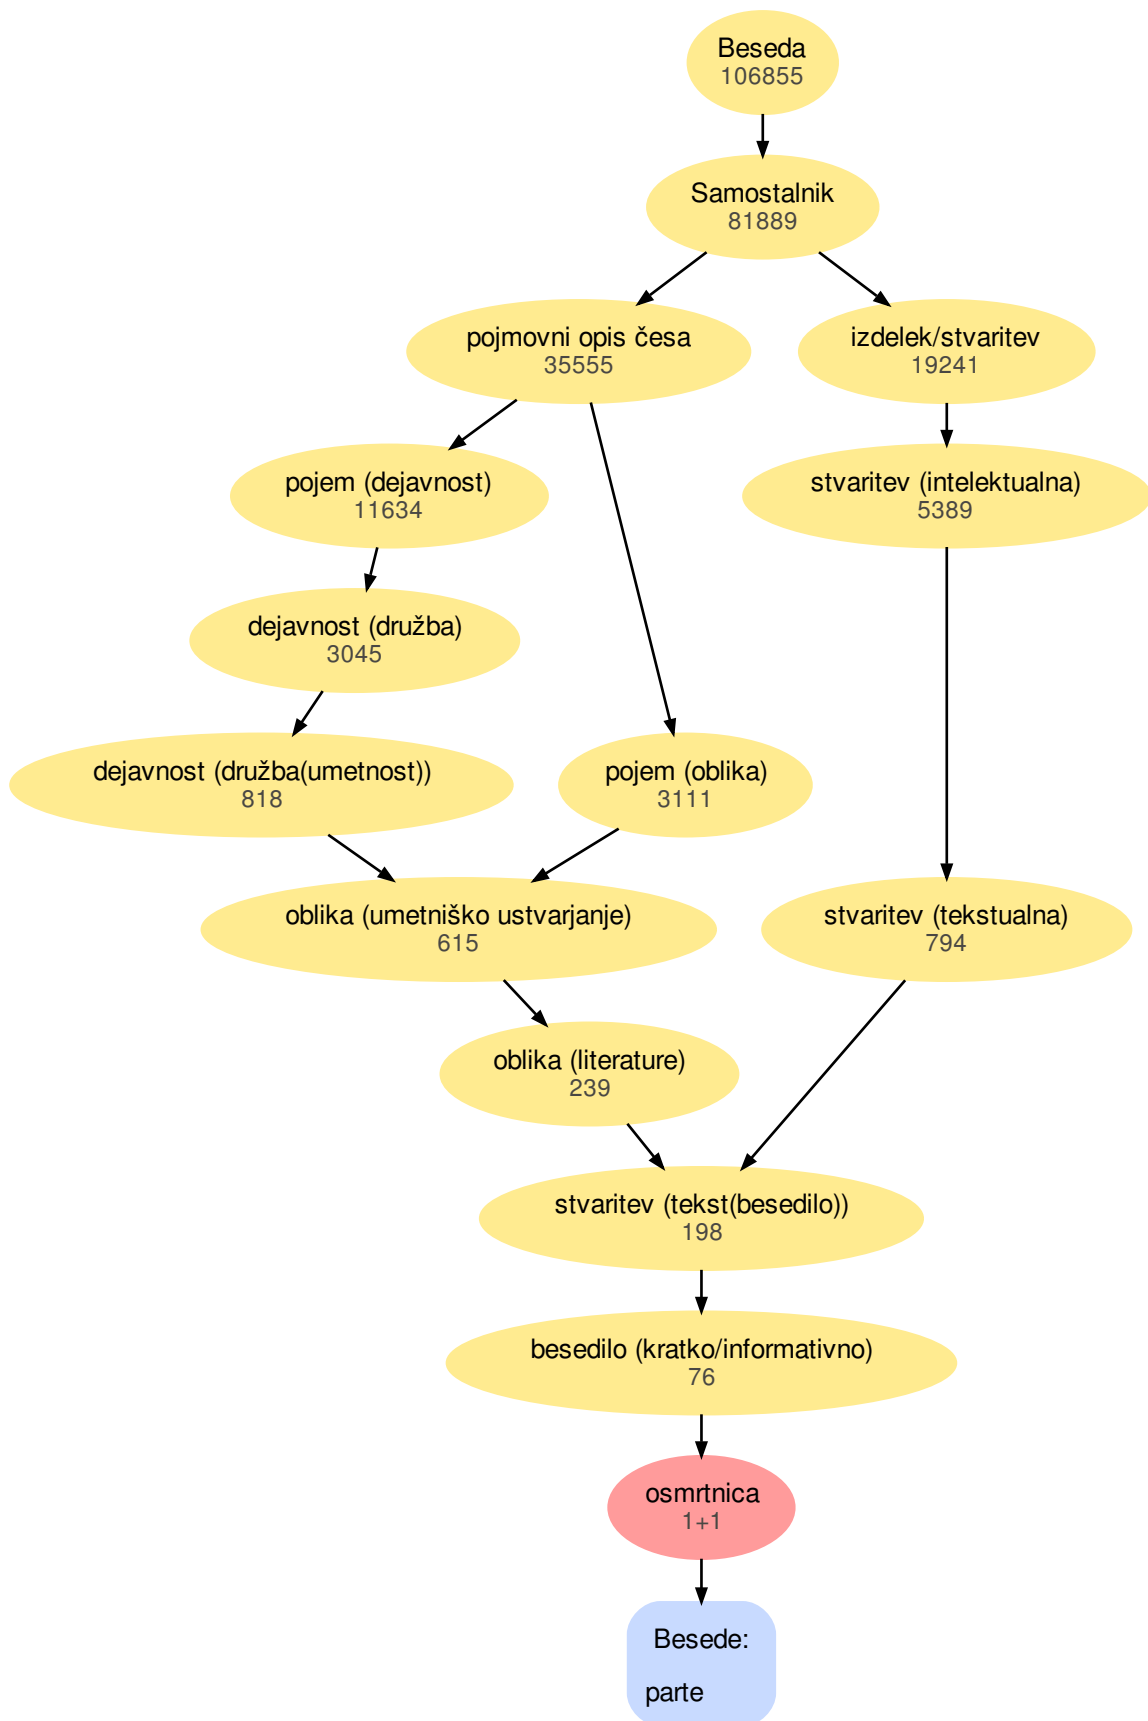 Beseda
106855
Samostalnik
81889
pojmovni opis česa
35555
izdelek/stvaritev
19241
pojem (dejavnost)
11634
stvaritev (intelektualna)
5389
dejavnost (družba)
3045
dejavnost (družba(umetnost))
818
pojem (oblika)
3111
oblika (umetniško ustvarjanje)
615
stvaritev (tekstualna)
794
oblika (literature)
239
stvaritev (tekst(besedilo))
198
besedilo (kratko/informativno)
76
osmrtnica
1+1
Besede:
parte